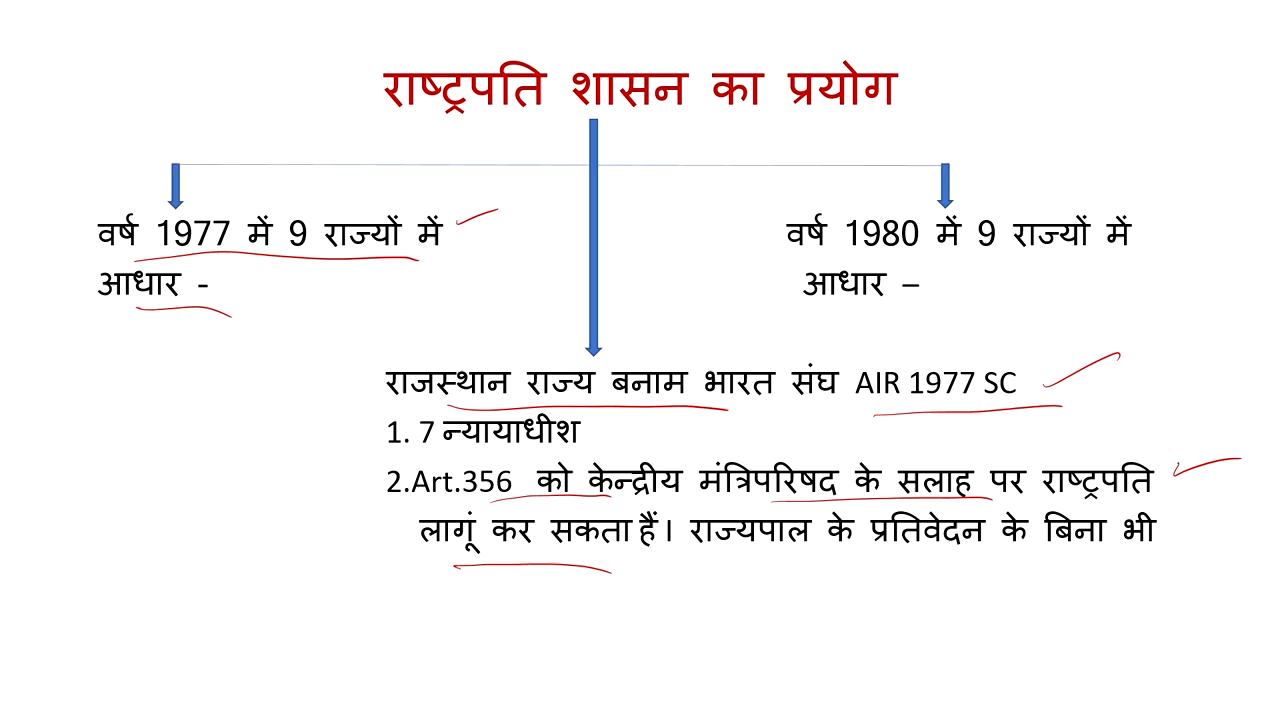 राष्ट्रपति शासन का प्रयोग
वर्ष 1977 में 9 राज्यों में
आधार -
वर्ष 1980 में 9 राज्यों में
आधार –
राजस्थान राज्य बनाम भारत संघ AIR 1977 SC
1. 7 न्यायाधीश
2.Art.356 को केन्द्रीय मंत्रिपरिषद के सलाह पर राष्ट्रपति
लागूं कर सकता हैं। राज्यपाल के प्रतिवेदन के बिना भी